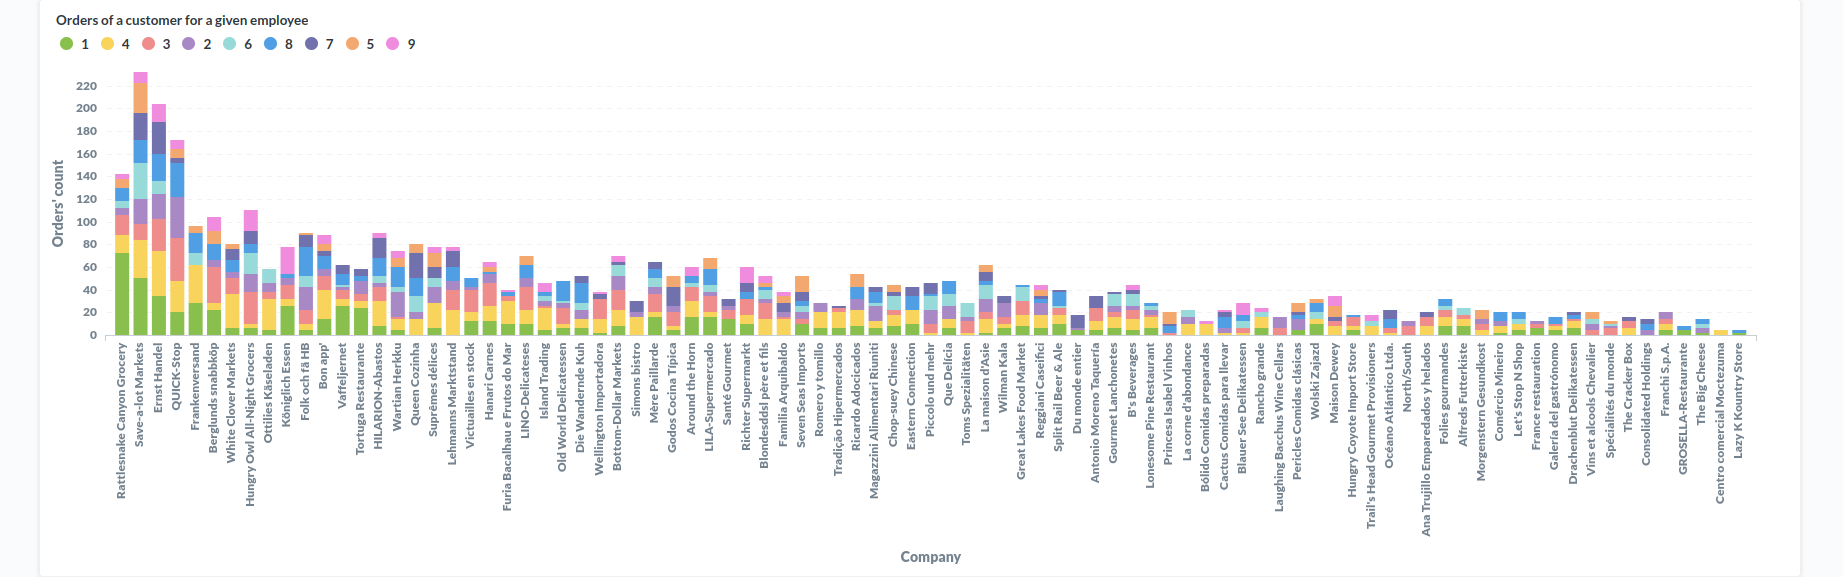 Orders of a customer for a given employee
1 4 3 2 6 8 7 5 9
220
200
180
160
140
120
100
80
60
40
20
0
Orders' count
Rattlesnake Canyon Grocery
Save-a-lot Markets
Ernst Handel
QUICK-Stop
Frankenversand
Berglunds snabbköp
White Clover Markets
Hungry Owl All-Night Grocers
Ottilies Käseladen
Königlich Essen
Folk och fä HB
Bon app'
Vaffeljernet
Tortuga Restaurante
HILARION-Abastos
Wartian Herkku
Queen Cozinha
Suprêmes délices
Lehmanns Marktstand
Victuailles en stock
Hanari Carnes
Furia Bacalhau e Frutos do Mar
LINO-Delicateses
Island Trading
Old World Delicatessen
Die Wandernde Kuh
Wellington Importadora
Bottom-Dollar Markets
Simons bistro
Mère Paillarde
Godos Cocina Típica
Around the Horn
LILA-Supermercado
Santé Gourmet
Richter Supermarkt
Blondesddsl père et fils
Familia Arquibaldo
Seven Seas Imports
Romero y tomillo
Tradição Hipermercados
Ricardo Adocicados
Magazzini Alimentari Riuniti
Chop-suey Chinese
Eastern Connection
Piccolo und mehr
Que Delícia
Toms Spezialitäten
La maison d'Asie
Wilman Kala
Great Lakes Food Market
Reggiani Caseifici
Split Rail Beer & Ale
Du monde entier
Antonio Moreno Taquería
Gourmet Lanchonetes
B's Beverages
Lonesome Pine Restaurant
Princesa Isabel Vinhos
La corne d'abondance
Bólido Comidas preparadas
Cactus Comidas para llevar
Blauer See Delikatessen
Rancho grande
Laughing Bacchus Wine Cellars
Pericles Comidas clásicas
Wolski Zajazd
Maison Dewey
Hungry Coyote Import Store
Trail's Head Gourmet Provisioners
Océano Atlántico Ltda.
North/South
Ana Trujillo Emparedados y helados
Folies gourmandes
Alfreds Futterkiste
Morgenstern Gesundkost
Comércio Mineiro
Let's Stop N Shop
France restauration
Galería del gastrónomo
Drachenblut Delikatessen
Vins et alcools Chevalier
Spécialités du monde
The Cracker Box
Consolidated Holdings
Franchi S.p.A.
GROSELLA-Restaurante
The Big Cheese
Centro comercial Moctezuma
Lazy K Kountry Store
Company